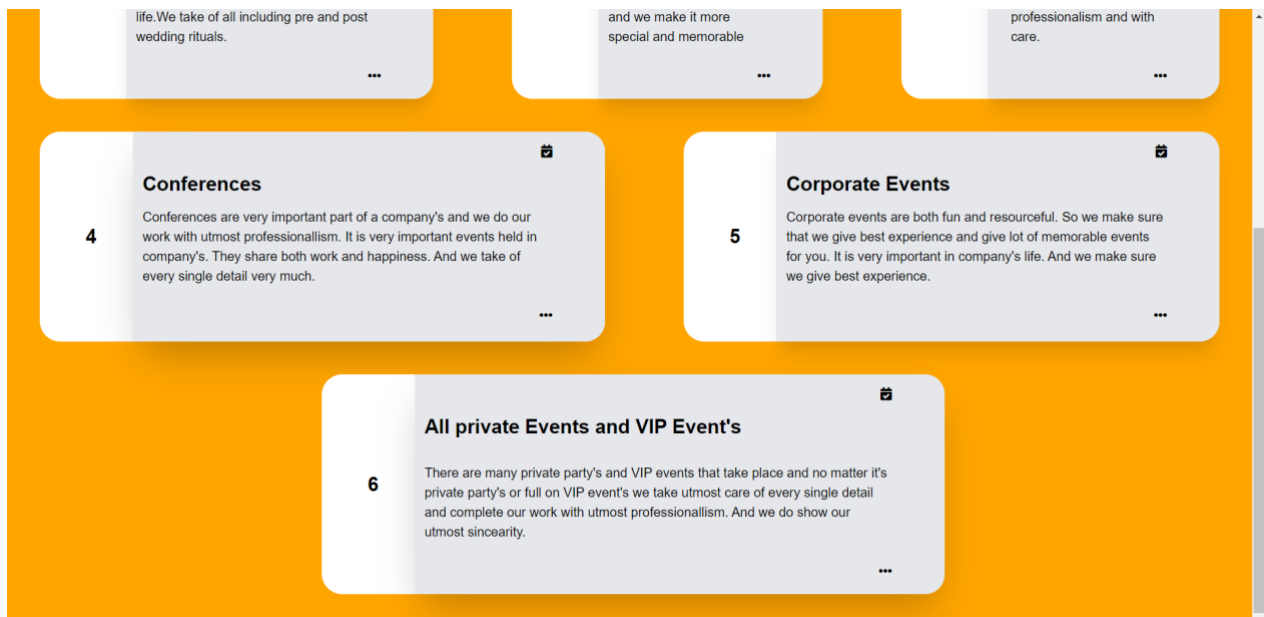 life.We take of all including pre and post
wedding rituals.
and we make it more
special and memorable
professionalism and with
care.
4
Conferences
Conferences are very important part of a company's and we do our
work with utmost professionallism. It is very important events held in
company's. They share both work and happiness. And we take of
every single detail very much.
5
Corporate Events
Corporate events are both fun and resourceful. So we make sure
that we give best experience and give lot of memorable events
for you. It is very important in company's life. And we make sure
we give best experience.
6
All private Events and VIP Event's
There are many private party's and VIP events that take place and no matter it's
private party's or full on VIP event's we take utmost care of every single detail
and complete our work with utmost professionallism. And we do show our
utmost sincearity.